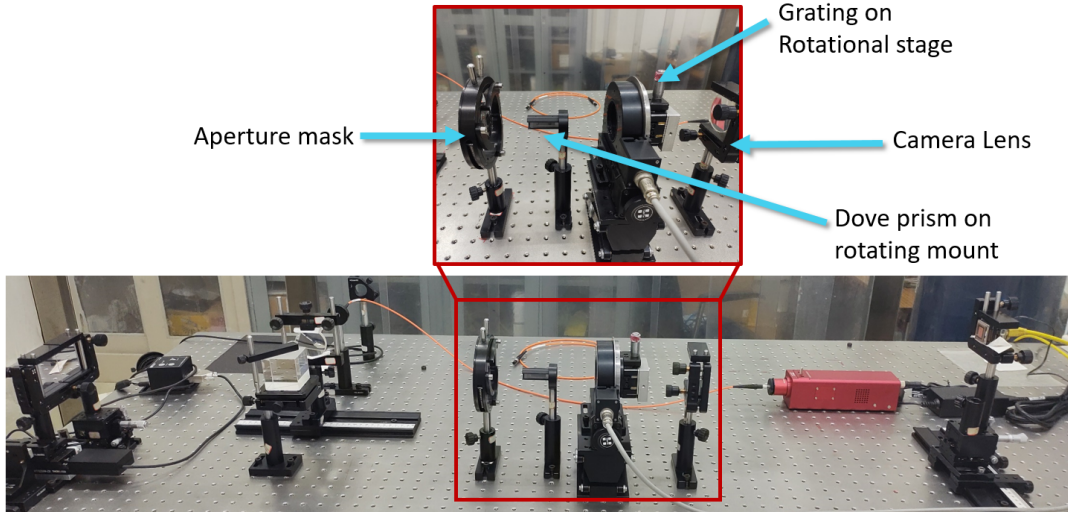 Grating on
Rotational stage
Aperture mask
Camera Lens
Dove prism on
rotating mount